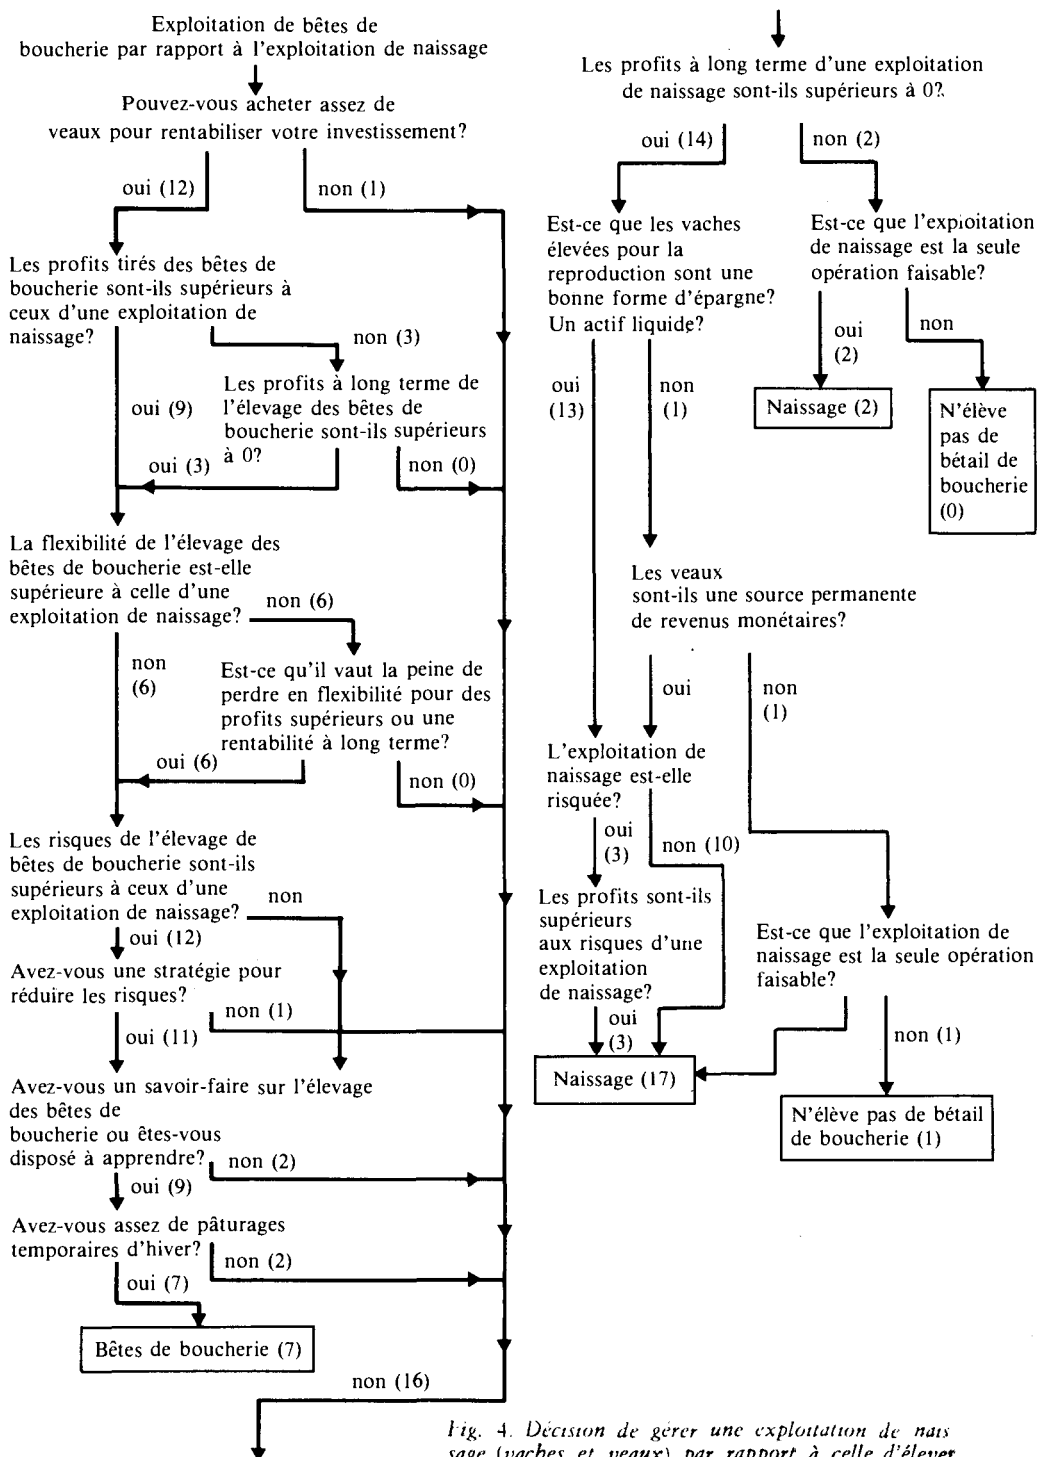 Exploitation de bêtes de
boucherie par rapport à l'exploitation de naissage
Pouvez-vous acheter assez de
veaux pour rentabiliser votre investissement?
oui (12)
non (1)
Les profits tirés des bêtes de
boucherie sont-ils supérieurs à
ceux d'une exploitation de
naissage?
non (3)
oui (9)
Les profits à long terme de
l'élevage des bêtes de
boucherie sont-ils supérieurs
à 0?
oui (3)
non (0)
La flexibilité de l'élevage des
bêtes de boucherie est-elle
supérieure à celle d'une
exploitation de naissage?
non (6)
non
(6)
Est-ce qu'il vaut la peine de
perdre en flexibilité pour des
profits supérieurs ou une
rentabilité à long terme?
oui (6)
non (0)
Les risques de l'élevage de
bêtes de boucherie sont-ils
supérieurs à ceux d'une
exploitation de naissage?
non
oui (12)
Avez-vous une stratégie pour
réduire les risques?
non (1)
oui (11)
Avez-vous un savoir-faire sur l'élevage
des bêtes de
boucherie ou êtes-vous
disposé à apprendre?
non (2)
oui (9)
Avez-vous assez de pâturages
temporaires d'hiver?
non (2)
oui (7)
Bêtes de boucherie (7)
non (16)
Les profits à long terme d'une exploitation
de naissage sont-ils supérieurs à 0?
oui (14)
non (2)
Est-ce que les vaches
élevées pour la
reproduction sont une
bonne forme d'épargne?
Un actif liquide?
Est-ce que l'exploitation
de naissage est la seule
opération faisable?
oui
(2)
non
oui
(13)
non
(1)
Naissage (2)
N'élève
pas de
bétail de
boucherie
(0)
Les veaux
sont-ils une source permanente
de revenus monétaires?
oui
non
(1)
L'exploitation de
naissage est-elle
risquée?
oui
(3)
non (10)
Les profits sont-ils
supérieurs
aux risques d'une
exploitation
de naissage?
Est-ce que l'exploitation de
naissage est la seule opération
faisable?
oui
(3)
non (1)
Naissage (17)
N'élève pas de bétail
de boucherie (1)
Fig. 4. Décision de gérer une exploitation de nais
sage (vaches et veaux) par rapport à celle d'élever